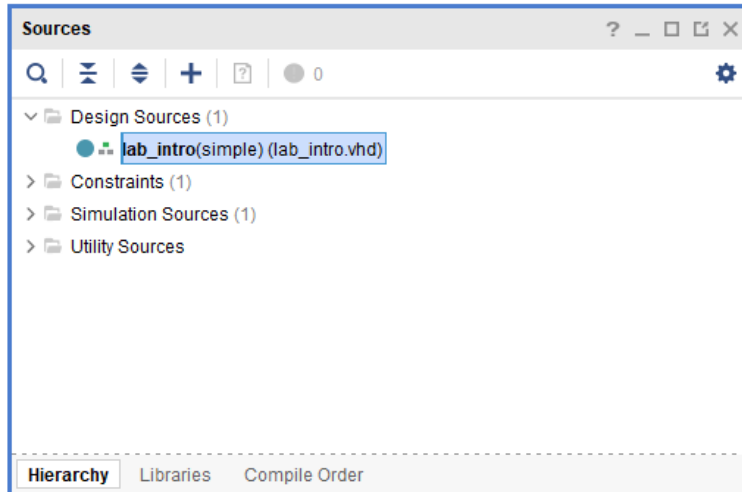 Sources
0
Design Sources (1)
lab_intro(simple) (lab_intro.vhd)
Constraints (1)
Simulation Sources (1)
Utility Sources
Hierarchy Libraries Compile Order